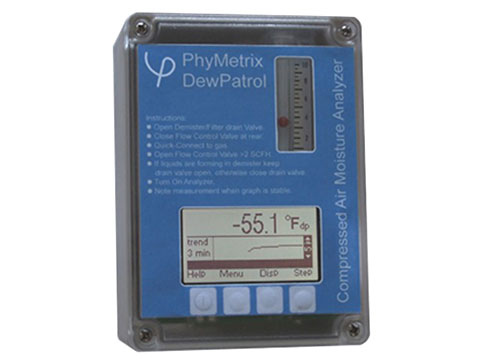 PhyMetrix
DewPatrol
Instructions:
● Open Demister/Filter drain Valve.
● Close Flow Control Valve at rear.
● Quick-Connect to gas.
● Open Flow Control Valve >2 SCFH.
● If liquids are forming in demister keep
drain valve open, otherwise close drain valve.
● Turn On Analyzer.
● Note measurement when graph is stable.
Compressed Air Moisture Analyzer
-55.1 °Fdp
trend
3 min
Help Menu Disp Step